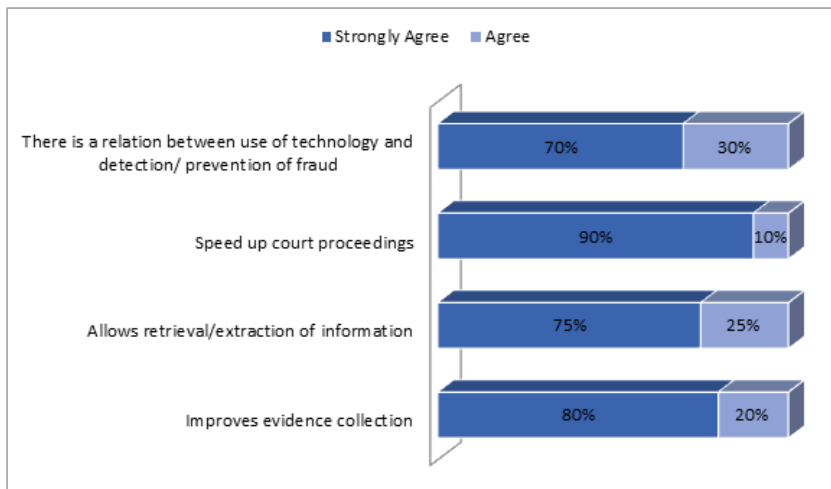 Strongly Agree Agree
There is a relation between use of technology and
detection/ prevention of fraud
70% 30%
Speed up court proceedings
90% 10%
Allows retrieval/extraction of information
75% 25%
Improves evidence collection
80% 20%